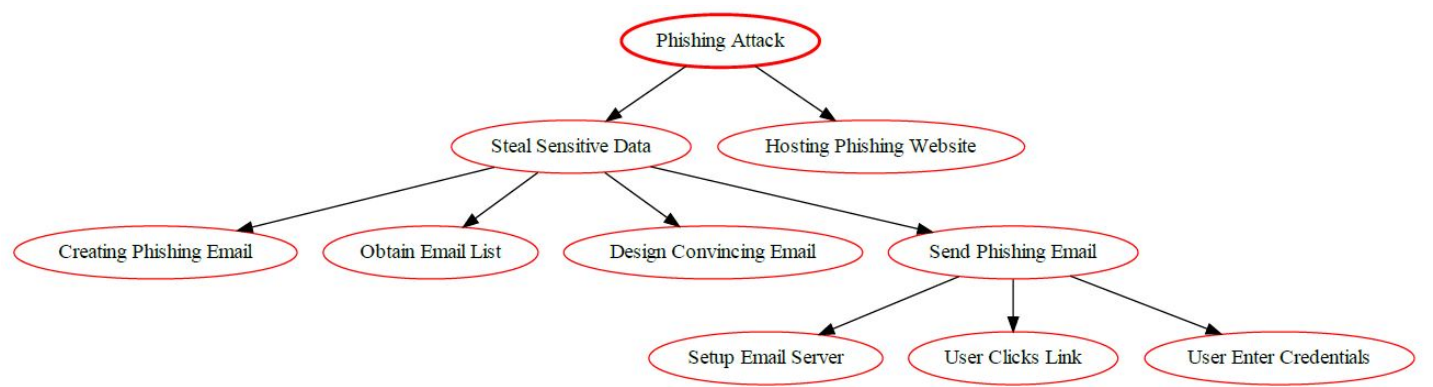 Phishing Attack
Steal Sensitive Data
Hosting Phishing Website
Creating Phishing Email
Obtain Email List
Design Convincing Email
Send Phishing Email
Setup Email Server
User Clicks Link
User Enter Credentials